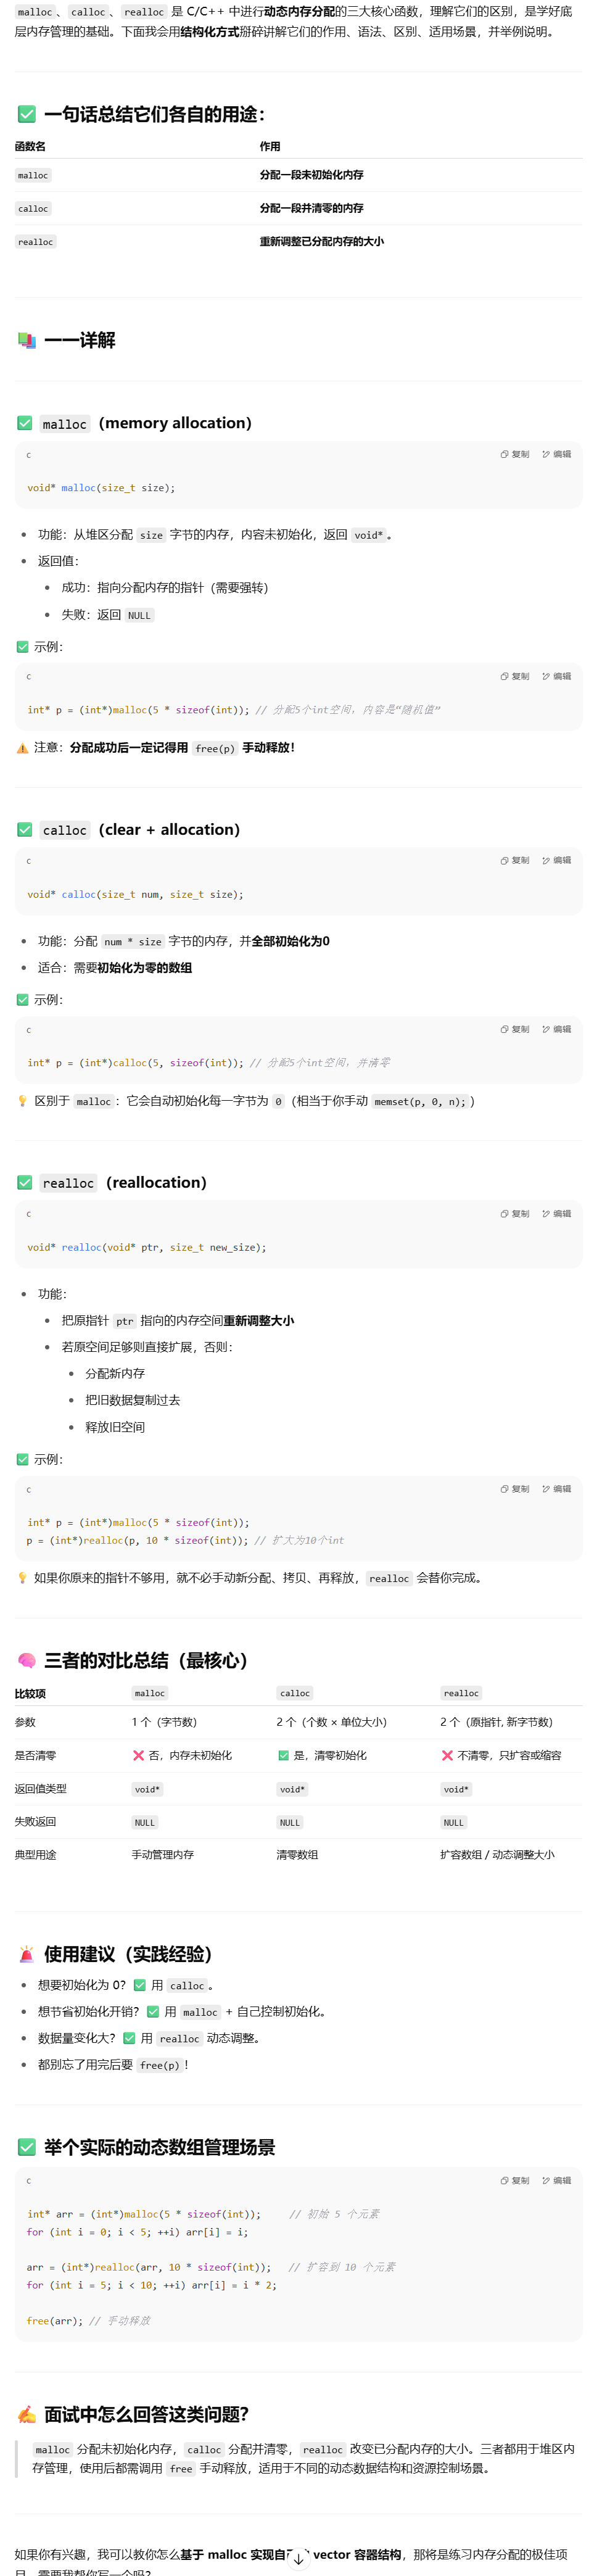 malloc、calloc、realloc 是 C/C++ 中进行动态内存分配的三大核心函数，理解它们的区别，是学好底
层内存管理的基础。下面我会用结构化方式掰碎讲解它们的作用、语法、区别、适用场景，并举例说明。
✅ 一句话总结它们各自的用途：
函数名 作用
malloc 分配一段未初始化内存
calloc 分配一段并清零的内存
realloc 重新调整已分配内存的大小
📚 一一详解
✅ malloc（memory allocation）
c 复制 编辑
void* malloc(size_t size);
• 功能：从堆区分配 size 字节的内存，内容未初始化，返回 void*。
• 返回值：
• 成功：指向分配内存的指针（需要强转）
• 失败：返回 NULL
✅ 示例：
c 复制 编辑
int* p = (int*)malloc(5 * sizeof(int)); // 分配5个int空间，内容是“随机值”
⚠️ 注意：分配成功后一定记得用 free(p) 手动释放！
✅ calloc（clear + allocation）
c 复制 编辑
void* calloc(size_t num, size_t size);
• 功能：分配 num * size 字节的内存，并全部初始化为0
• 适合：需要初始化为零的数组
✅ 示例：
c 复制 编辑
int* p = (int*)calloc(5, sizeof(int)); // 分配5个int空间，并清零
💡 区别于 malloc：它会自动初始化每一字节为 0（相当于你手动 memset(p, 0, n);）
✅ realloc（reallocation）
c 复制 编辑
void* realloc(void* ptr, size_t new_size);
• 功能：
• 把原指针 ptr 指向的内存空间重新调整大小
• 若原空间足够则直接扩展，否则：
• 分配新内存
• 把旧数据复制过去
• 释放旧空间
✅ 示例：
c 复制 编辑
int* p = (int*)malloc(5 * sizeof(int));
p = (int*)realloc(p, 10 * sizeof(int)); // 扩大为10个int
💡 如果你原来的指针不够用，就不必手动新分配、拷贝、再释放，realloc 会替你完成。
🧠 三者的对比总结（最核心）
比较项 malloc calloc realloc
参数 1 个（字节数） 2 个（个数 × 单位大小） 2 个（原指针, 新字节数）
是否清零 ❌ 否，内存未初始化 ✅ 是，清零初始化 ❌ 不清零，只扩容或缩容
返回值类型 void* void* void*
失败返回 NULL NULL NULL
典型用途 手动管理内存 清零数组 扩容数组 / 动态调整大小
🚨 使用建议（实践经验）
• 想要初始化为 0？✅ 用 calloc。
• 想节省初始化开销？✅ 用 malloc + 自己控制初始化。
• 数据量变化大？✅ 用 realloc 动态调整。
• 都别忘了用完后要 free(p)！
✅ 举个实际的动态数组管理场景
c 复制 编辑
int* arr = (int*)malloc(5 * sizeof(int)); // 初始 5 个元素
for (int i = 0; i < 5; ++i) arr[i] = i;
arr = (int*)realloc(arr, 10 * sizeof(int)); // 扩容到 10 个元素
for (int i = 5; i < 10; ++i) arr[i] = i * 2;
free(arr); // 手动释放
✍️ 面试中怎么回答这类问题？
malloc 分配未初始化内存，calloc 分配并清零，realloc 改变已分配内存的大小。三者都用于堆区内
存管理，使用后都需调用 free 手动释放，适用于不同的动态数据结构和资源控制场景。
如果你有兴趣，我可以教你怎么基于 malloc 实现自 vector 容器结构，那将是练习内存分配的极佳项
目。需要我帮你写一个吗？